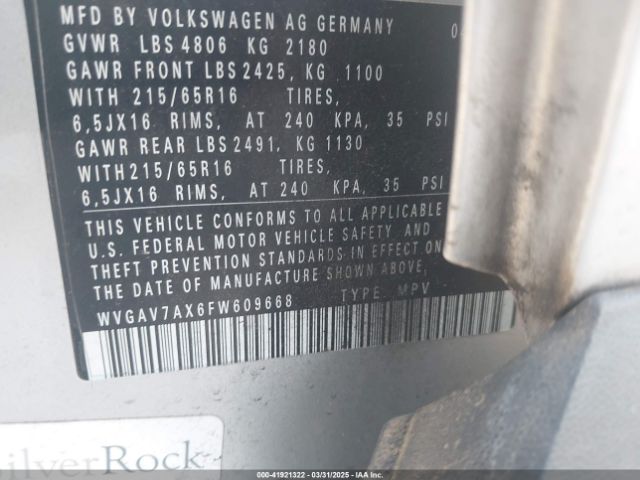 MFD BY VOLKSWAGEN AG GERMANY 0
GVWR LBS 4806 KG 2180
GAWR FRONT LBS 2425, KG 1100
WITH 215/65R16 TIRES,
6,5JX16 RIMS, AT 240 KPA, 35 PSI
GAWR REAR LBS 2491, KG 1130
WITH 215/65R16 TIRES,
6,5JX16 RIMS, AT 240 KPA, 35 PSI
THIS VEHICLE CONFORMS TO ALL APPLICABLE
U.S. FEDERAL MOTOR VEHICLE SAFETY AND
THEFT PREVENTION STANDARDS IN EFFECT ON
THE DATE OF MANUFACTURE SHOWN ABOVE,
WVGAV7AX6FW609668 TYPE MPV
ilverRock
000-41921322 - 03/31/2025 - IAA Inc.